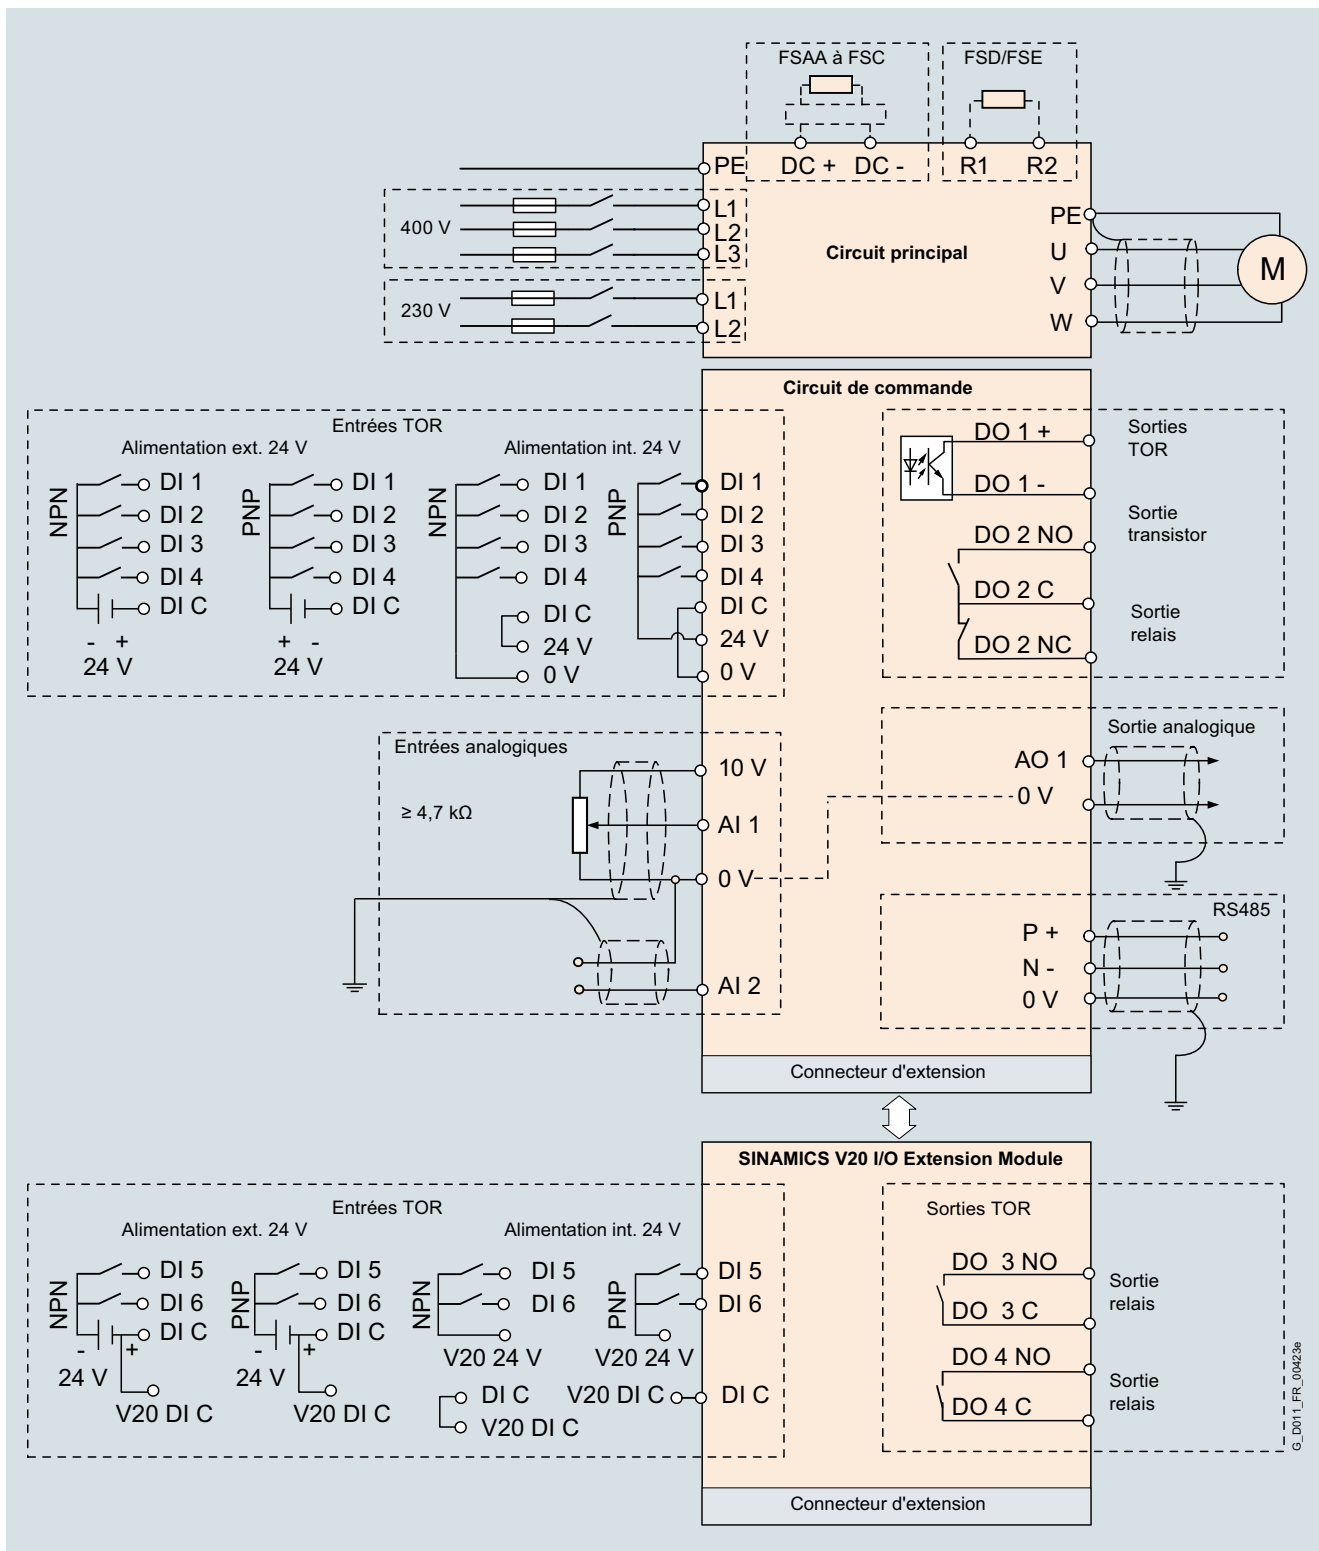 FSAA à FSC
FSD/FSE
PE
DC +
DC -
R1
R2
400 V
L1
L2
L3
230 V
L1
L2
Circuit principal
PE
U
V
W
M
Circuit de commande
Entrées TOR
Alimentation ext. 24 V
Alimentation int. 24 V
NPN
DI 1
DI 2
DI 3
DI 4
DI C
- +
24 V
PNP
DI 1
DI 2
DI 3
DI 4
DI C
+ -
24 V
NPN
DI 1
DI 2
DI 3
DI 4
DI C
24 V
0 V
PNP
DI 1
DI 2
DI 3
DI 4
DI C
24 V
0 V
DO 1 +
DO 1 -
DO 2 NO
DO 2 C
DO 2 NC
Sorties
TOR
Sortie
transistor
Sortie
relais
Entrées analogiques
≥ 4,7 kΩ
10 V
AI 1
0 V
AI 2
Sortie analogique
AO 1
0 V
RS485
P +
N -
0 V
Connecteur d'extension
SINAMICS V20 I/O Extension Module
Entrées TOR
Alimentation ext. 24 V
Alimentation int. 24 V
NPN
DI 5
DI 6
DI C
- +
24 V
V20 DI C
PNP
DI 5
DI 6
DI C
- +
24 V
V20 DI C
NPN
DI 5
DI 6
V20 24 V
DI C
V20 DI C
PNP
DI 5
DI 6
V20 24 V
V20 DI C
DI C
Sorties TOR
DO 3 NO
DO 3 C
Sortie
relais
DO 4 NO
DO 4 C
Sortie
relais
Connecteur d'extension
G_D011_FR_00423e